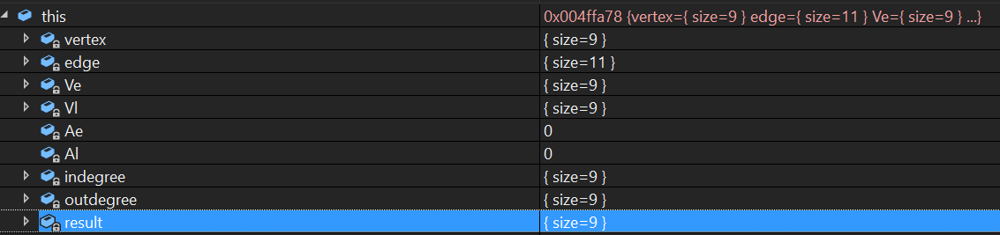 this 0x004ffa78 {vertex={ size=9 } edge={ size=11 } Ve={ size=9 } ...}
vertex { size=9 }
edge { size=11 }
Ve { size=9 }
Vl { size=9 }
Ae 0
Al 0
indegree { size=9 }
outdegree { size=9 }
result { size=9 }